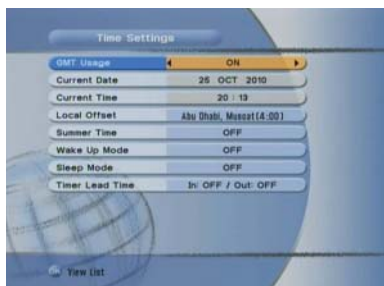 Time Settings
GMT Usage ON
Current Date 25 OCT 2010
Current Time 20 : 13
Local Offset Abu Dhabi, Muscat(4:00)
Summer Time OFF
Wake Up Mode OFF
Sleep Mode OFF
Timer Lead Time In: OFF / Out: OFF
View List